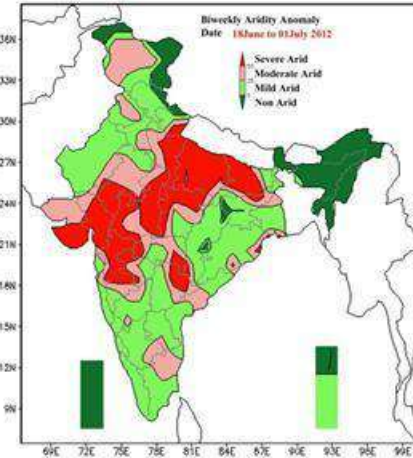 Biweekly Aridity Anomaly
Date 18June to 01July 2012
Severe Arid
Moderate Arid
Mild Arid
Non Arid
36N
33N
30N
27N
24N
21N
18N
15N
12N
9N
69E 72E 75E 78E 81E 84E 87E 90E 93E 96E 99E